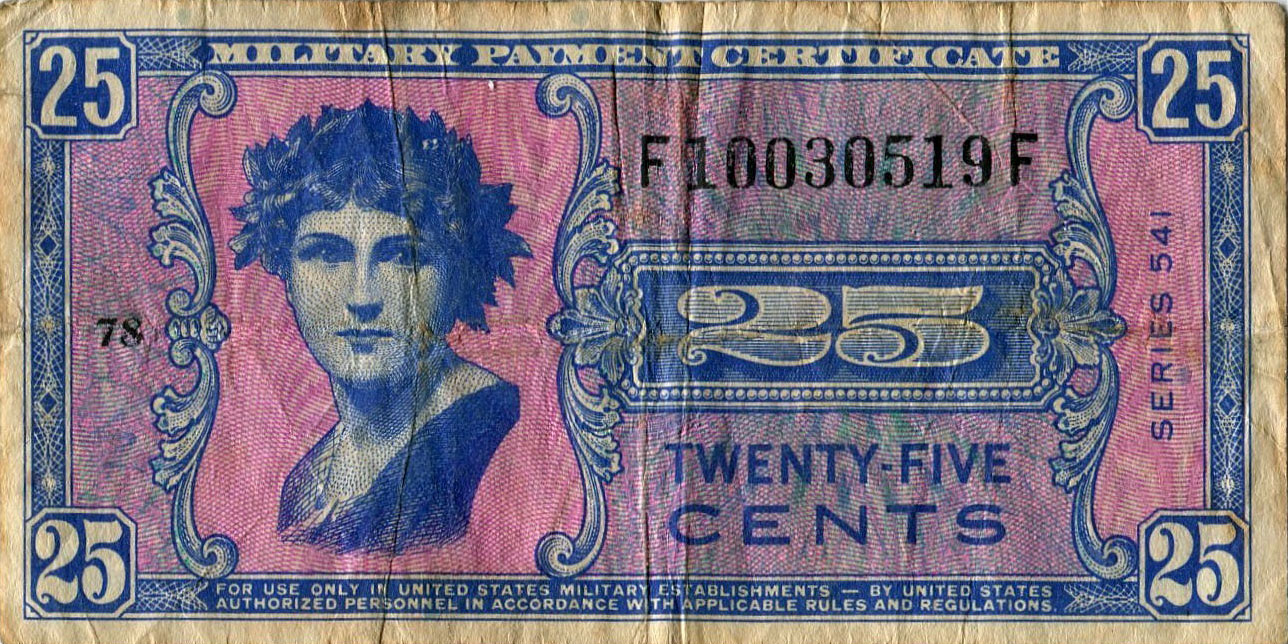 25 MILITARY PAYMENT CERTIFICATE 25
F10030519F
SERIES 541
25
78
TWENTY-FIVE
CENTS
25 25
FOR USE ONLY IN UNITED STATES MILITARY ESTABLISHMENTS — BY UNITED STATES
AUTHORIZED PERSONNEL IN ACCORDANCE WITH APPLICABLE RULES AND REGULATIONS.